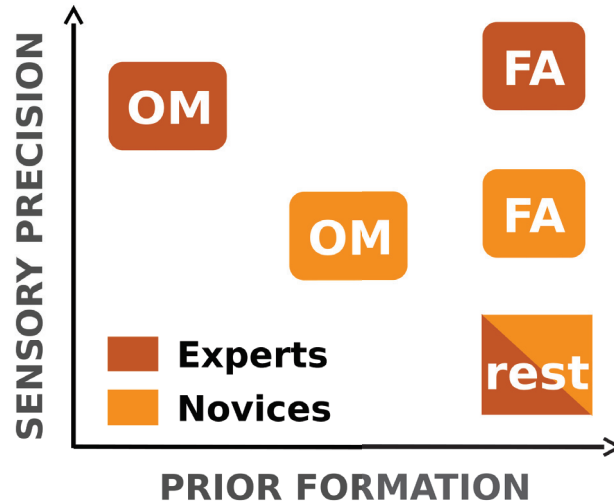 SENSORY PRECISION
OM
FA
OM
FA
rest
Experts
Novices
PRIOR FORMATION